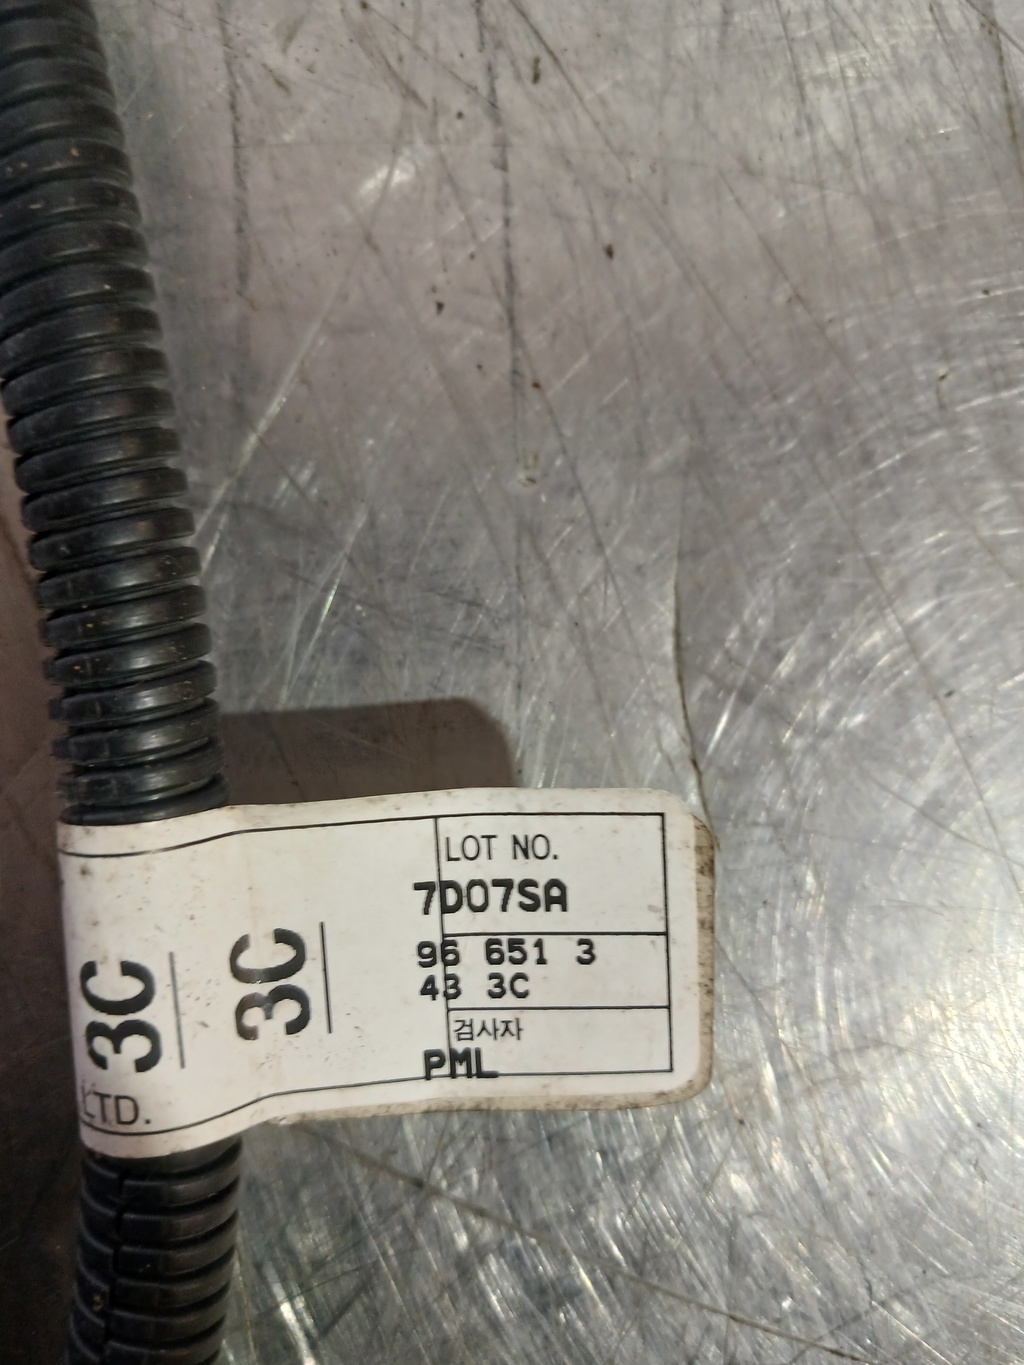 3C
3C
LTD.
LOT NO.
7D07SA
96 651 3
43 3C
검사자
PML